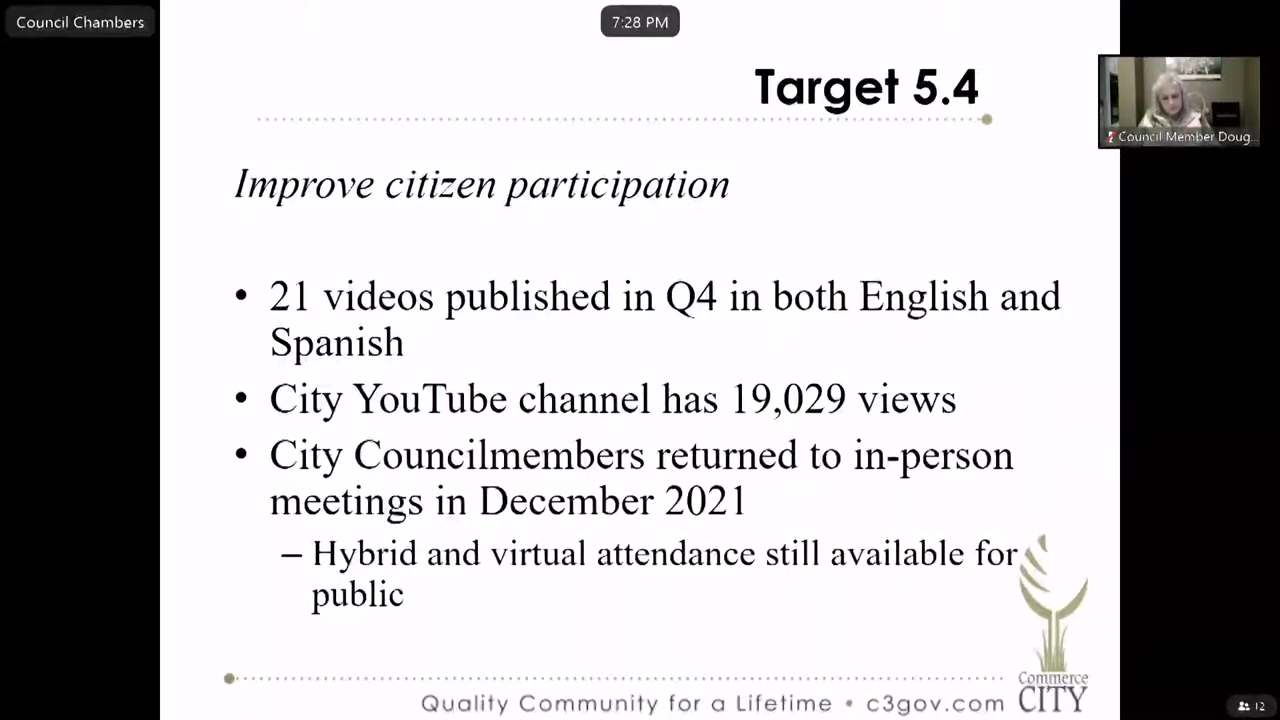 Council Chambers
7:28 PM
Target 5.4
Council Member Doug...
Improve citizen participation
• 21 videos published in Q4 in both English and
Spanish
• City YouTube channel has 19,029 views
• City Councilmembers returned to in-person
meetings in December 2021
– Hybrid and virtual attendance still available for
public
Commerce
CITY
Quality Community for a Lifetime • c3gov.com
12